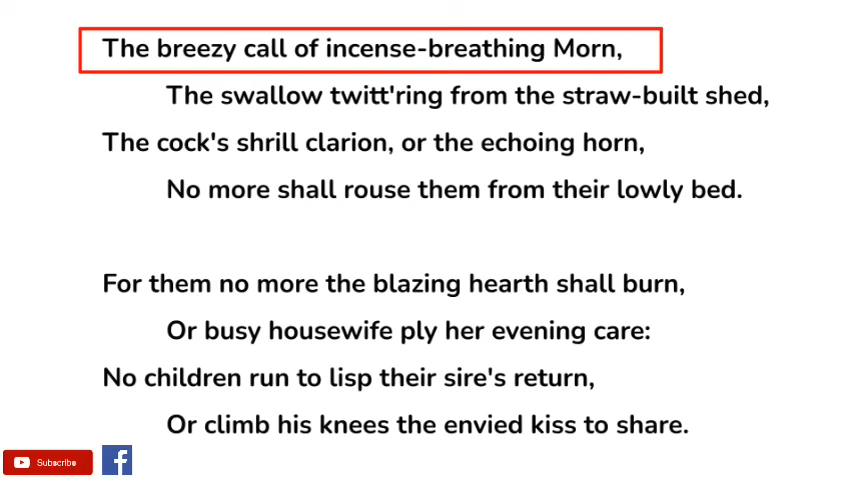 The breezy call of incense-breathing Morn,
The swallow twitt'ring from the straw-built shed,
The cock's shrill clarion, or the echoing horn,
No more shall rouse them from their lowly bed.
For them no more the blazing hearth shall burn,
Or busy housewife ply her evening care:
No children run to lisp their sire's return,
Or climb his knees the envied kiss to share.
Subscribe